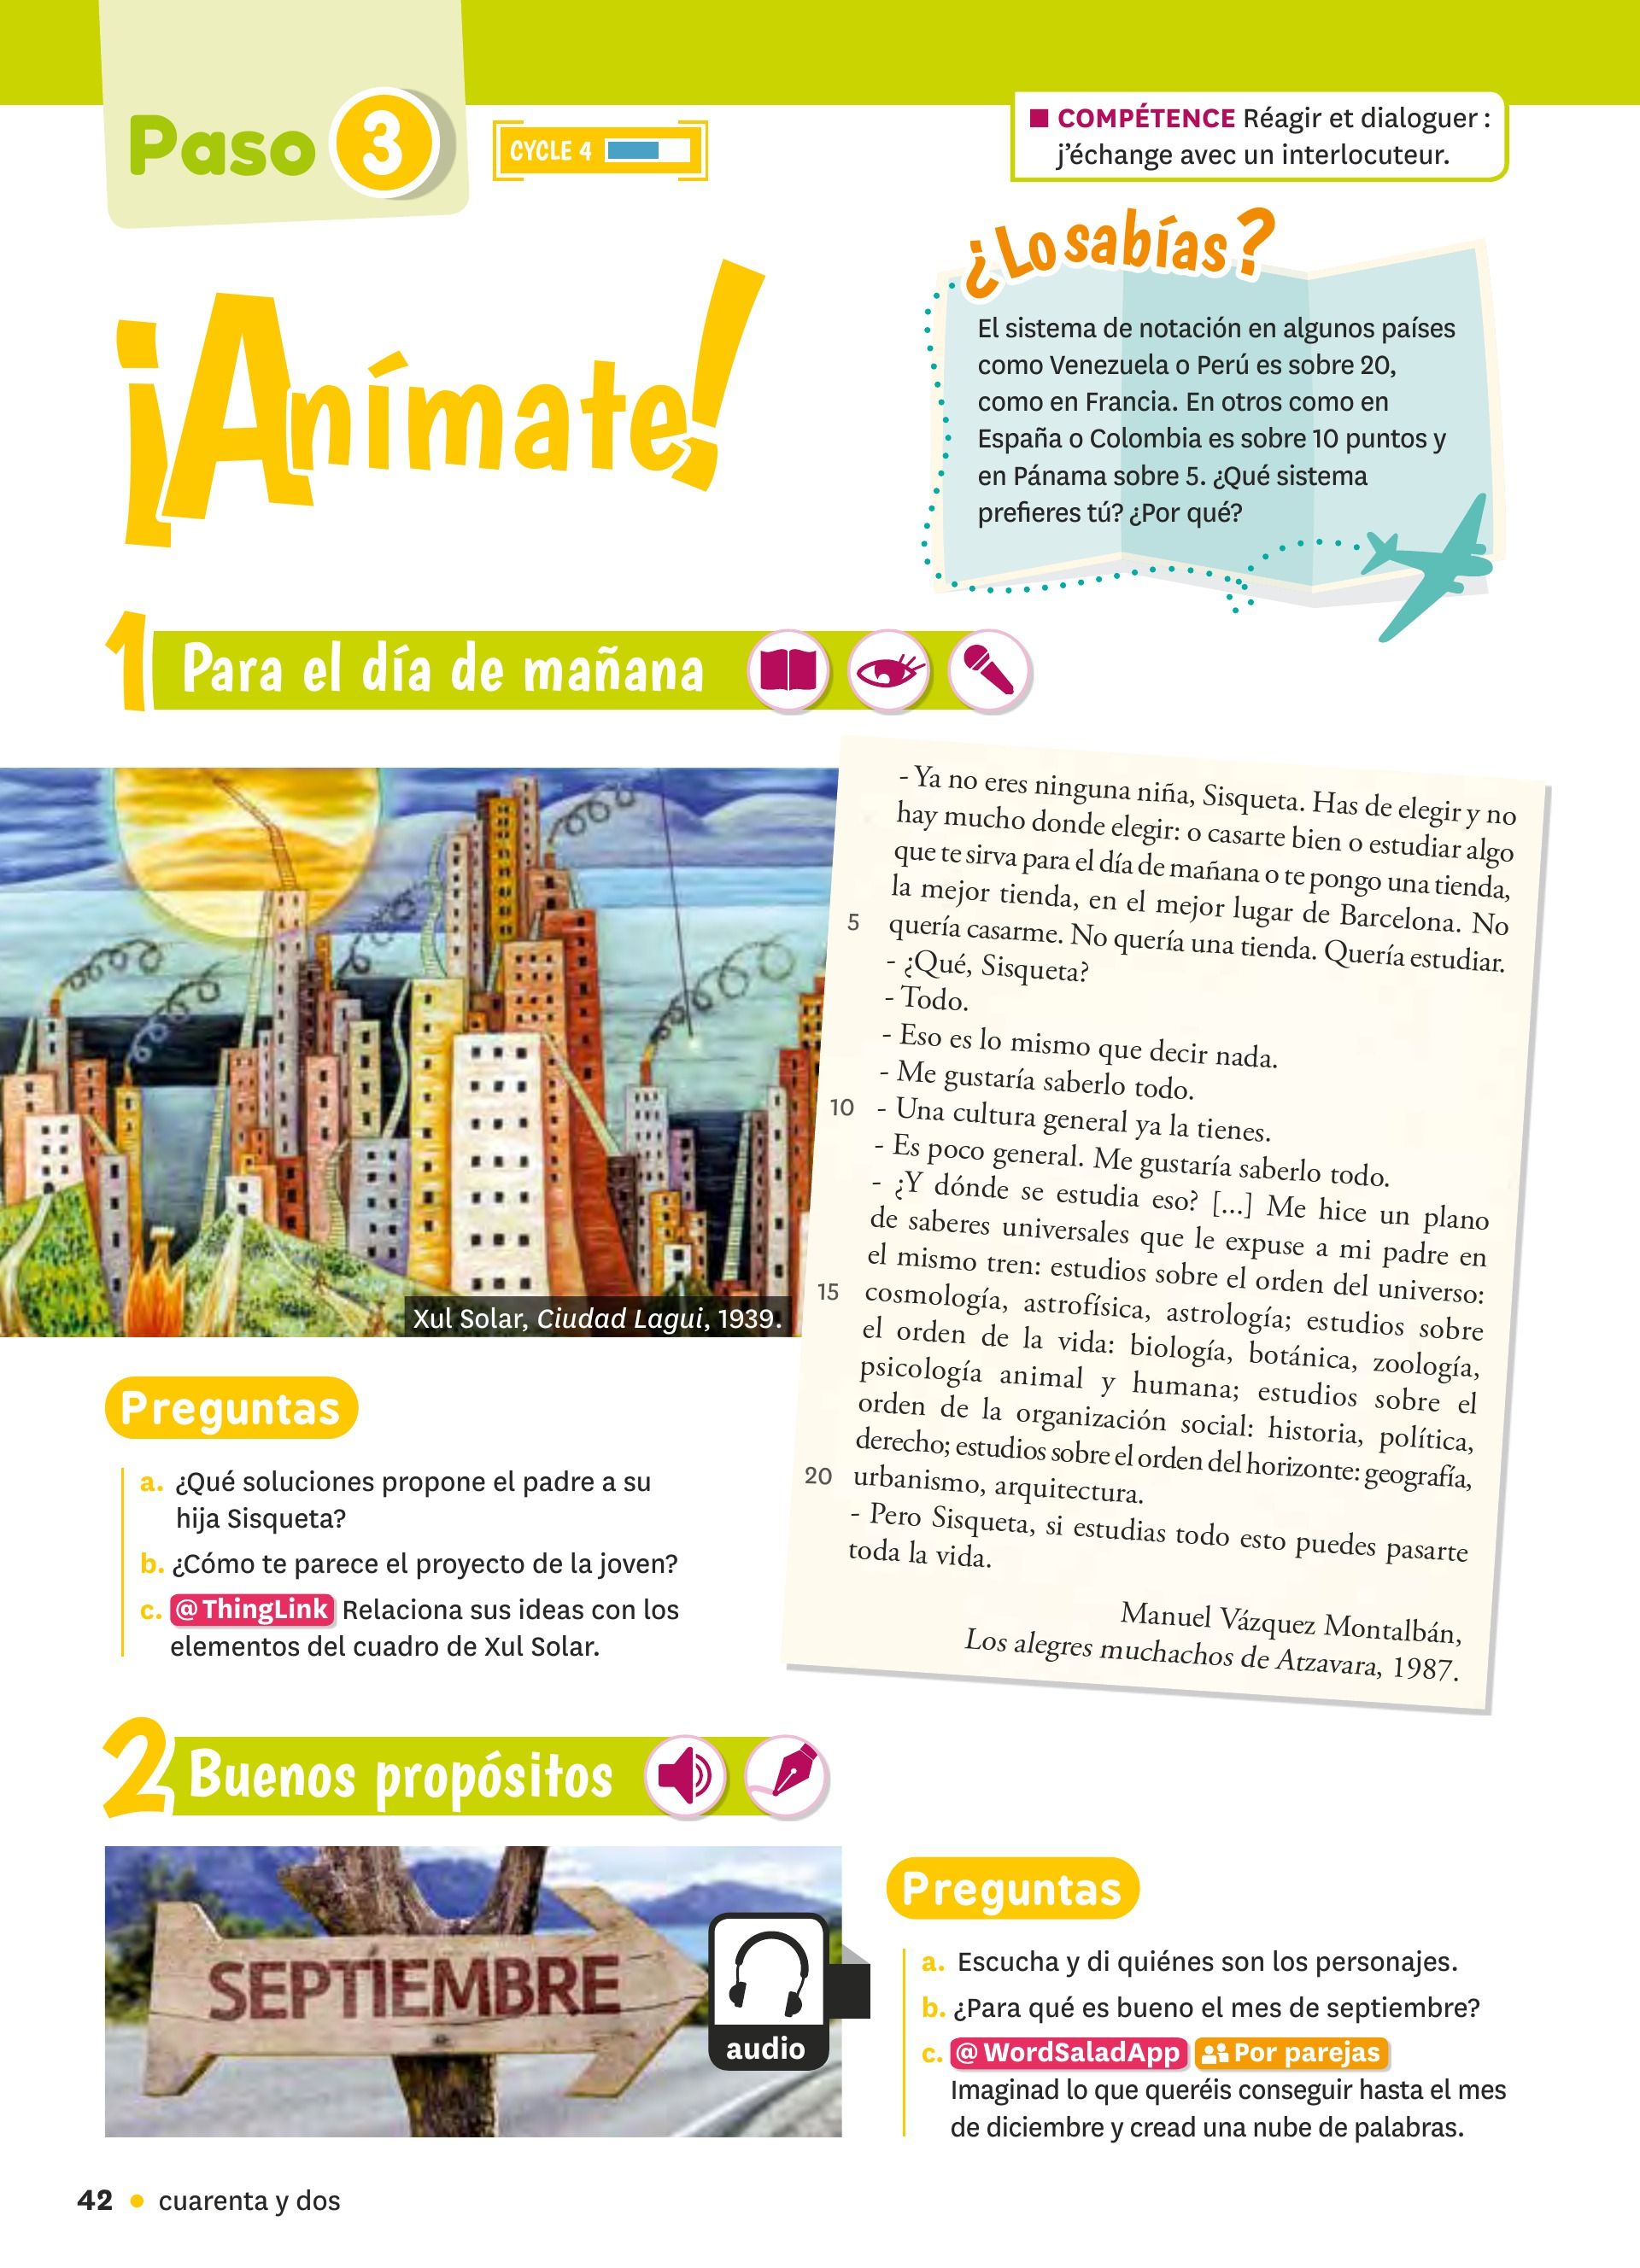 Paso 3
CYCLE 4
■ COMPÉTENCE Réagir et dialoguer :
j'échange avec un interlocuteur.
¡Anímate!
¿Lo sabías?
El sistema de notación en algunos países
como Venezuela o Perú es sobre 20,
como en Francia. En otros como en
España o Colombia es sobre 10 puntos y
en Pánama sobre 5. ¿Qué sistema
prefieres tú? ¿Por qué?
1 Para el día de mañana
Xul Solar, Ciudad Lagui, 1939.
- Ya no eres ninguna niña, Sisqueta. Has de elegir y no
hay mucho donde elegir: o casarte bien o estudiar algo
que te sirva para el día de mañana o te pongo una tienda,
la mejor tienda, en el mejor lugar de Barcelona. No
5 quería casarme. No quería una tienda. Quería estudiar.
- ¿Qué, Sisqueta?
- Todo.
- Eso es lo mismo que decir nada.
- Me gustaría saberlo todo.
10 - Una cultura general ya la tienes.
- Es poco general. Me gustaría saberlo todo.
- ¿Y dónde se estudia eso? [...] Me hice un plano
de saberes universales que le expuse a mi padre en
el mismo tren: estudios sobre el orden del universo:
15 cosmología, astrofísica, astrología; estudios sobre
el orden de la vida: biología, botánica, zoología,
psicología animal y humana; estudios sobre el
orden de la organización social: historia, política,
derecho; estudios sobre el orden del horizonte: geografía,
20 urbanismo, arquitectura.
- Pero Sisqueta, si estudias todo esto puedes pasarte
toda la vida.
Manuel Vázquez Montalbán,
Los alegres muchachos de Atzavara, 1987.
Preguntas
a. ¿Qué soluciones propone el padre a su
hija Sisqueta?
b. ¿Cómo te parece el proyecto de la joven?
c. @ThingLink Relaciona sus ideas con los
elementos del cuadro de Xul Solar.
2 Buenos propósitos
SEPTIEMBRE
audio
Preguntas
a. Escucha y di quiénes son los personajes.
b. ¿Para qué es bueno el mes de septiembre?
c. @WordSaladApp Por parejas
Imaginad lo que queréis conseguir hasta el mes
de diciembre y cread una nube de palabras.
42 • cuarenta y dos